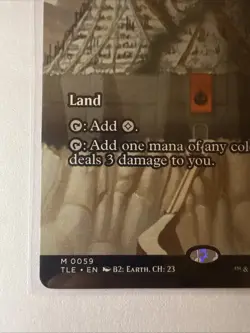 Land
: Add .
: Add one mana of any
deals 3 damage to you.
M 0059
TLE • EN B2: EARTH. CH: 23
™ &